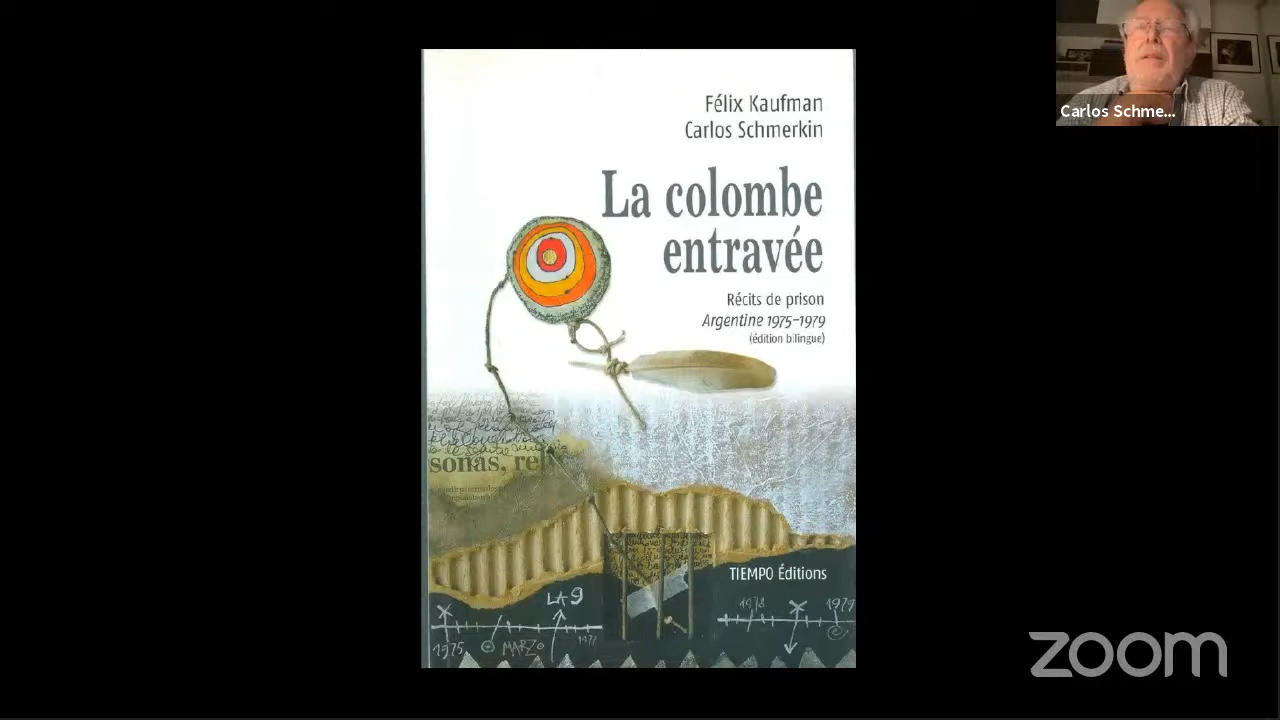 Carlos Schme...
Félix Kaufman
Carlos Schmerkin
La colombe
entravée
Récits de prison
Argentine 1975-1979
(édition bilingue)
sonas, re
TIEMPO Éditions
LA 9
1978
1979
1975
MARZO
1977
zoom